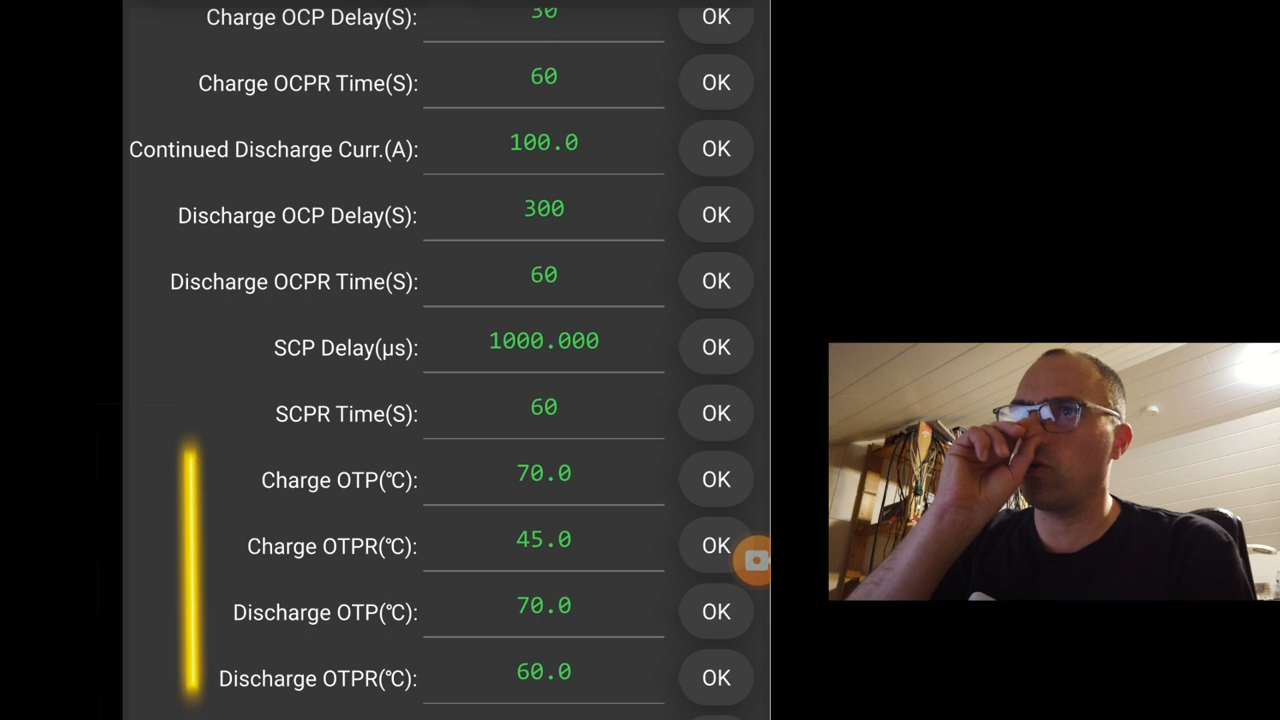 Charge OCP Delay(S): 30 OK
Charge OCPR Time(S): 60 OK
Continued Discharge Curr.(A): 100.0 OK
Discharge OCP Delay(S): 300 OK
Discharge OCPR Time(S): 60 OK
SCP Delay(µs): 1000.000 OK
SCPR Time(S): 60 OK
Charge OTP(℃): 70.0 OK
Charge OTPR(℃): 45.0 OK
Discharge OTP(℃): 70.0 OK
Discharge OTPR(℃): 60.0 OK